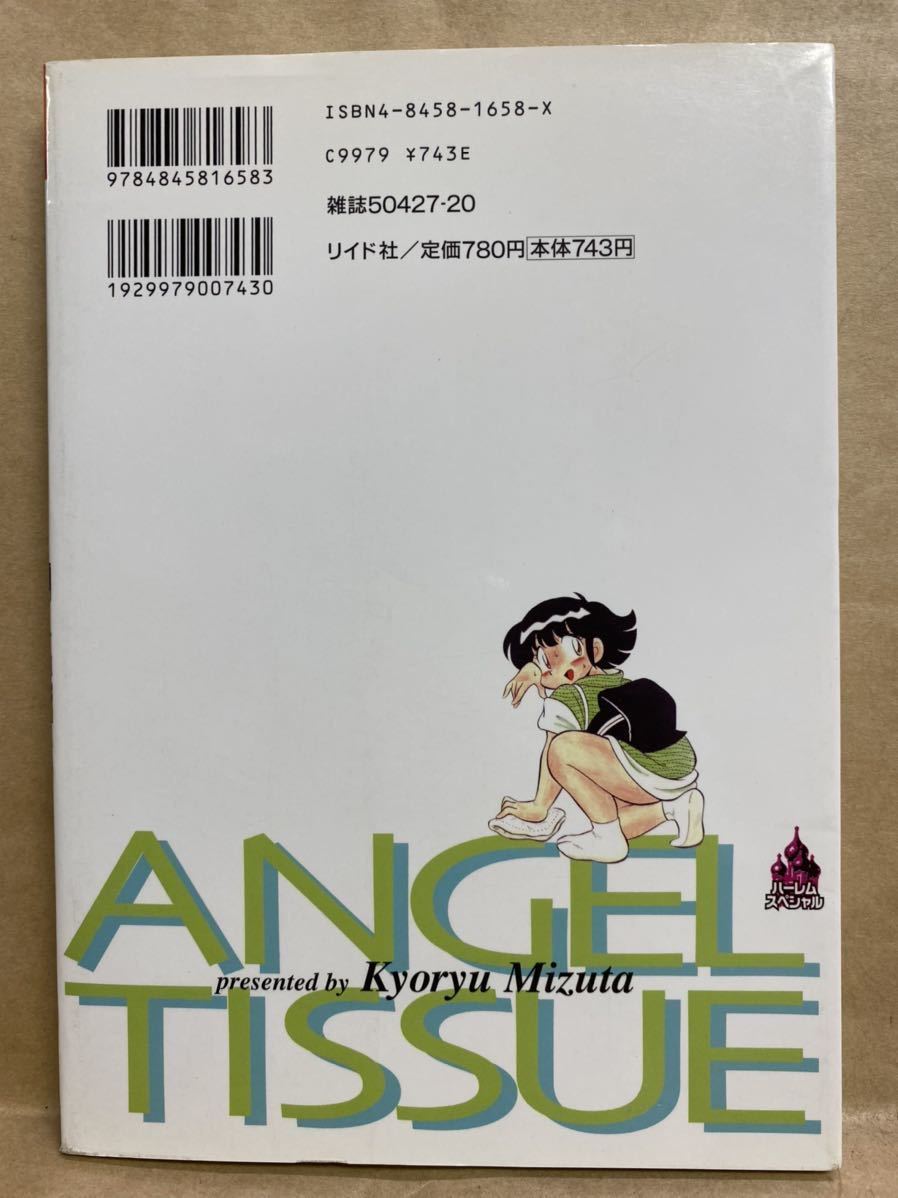 ISBN4-8458-1658-X
C9979 ¥743E
9784845816583
雑誌50427-20
リイド社／定価780円 本体743円
1929979007430
ハーレム
スペシャル
ANGEL
presented by Kyoryu Mizuta
TISSUE